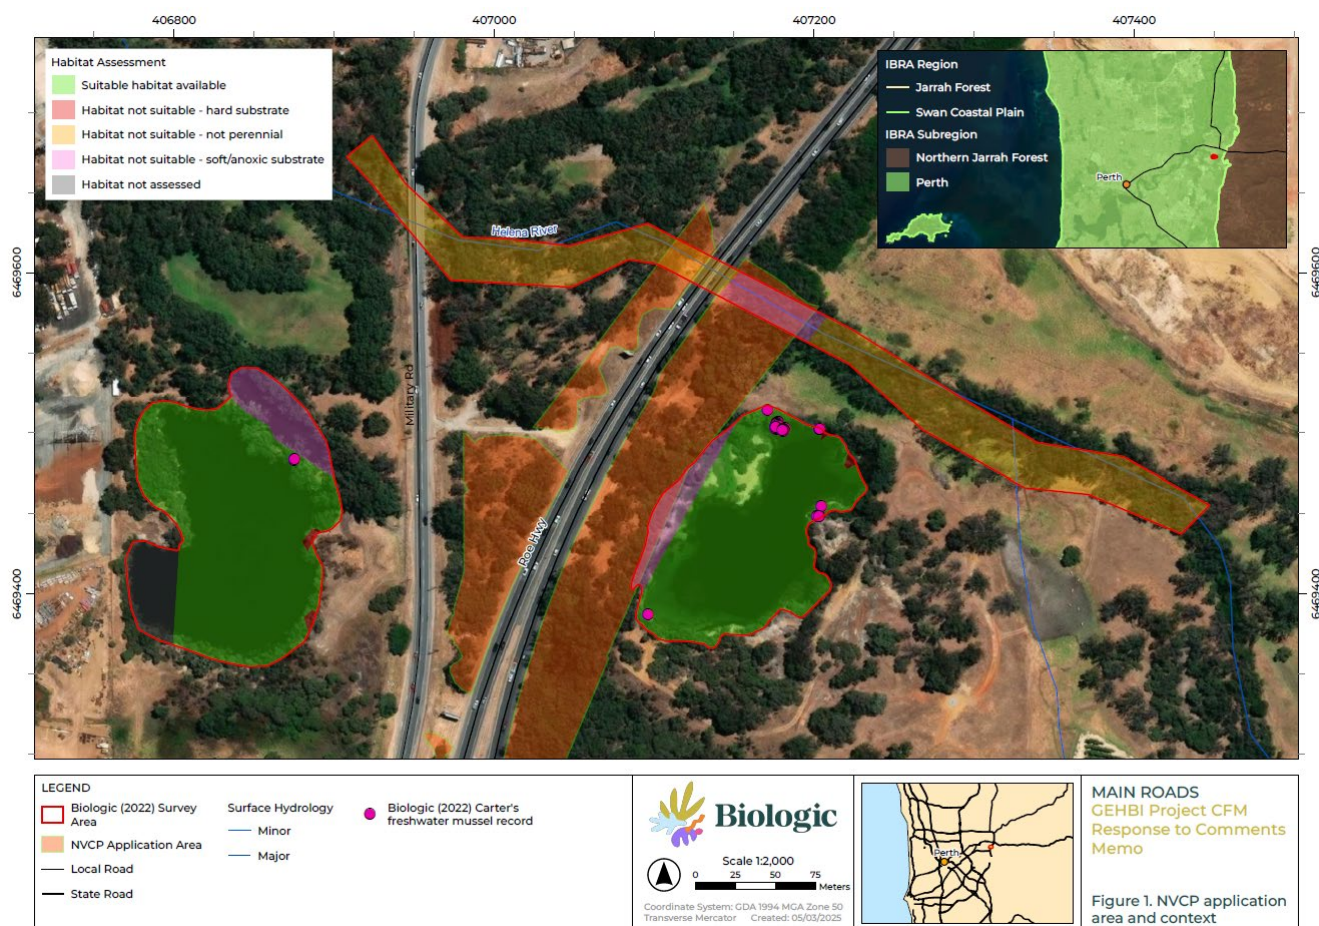 406800
407000
407200
407400
6469600
6469400
6469600
6469400
Habitat Assessment
Suitable habitat available
Habitat not suitable - hard substrate
Habitat not suitable - not perennial
Habitat not suitable - soft/anoxic substrate
Habitat not assessed
IBRA Region
Jarrah Forest
Swan Coastal Plain
IBRA Subregion
Northern Jarrah Forest
Perth
Perth
Helena River
Military Rd
Roe Hwy
LEGEND
Biologic (2022) Survey
Area
NVCP Application Area
Local Road
State Road
Surface Hydrology
Minor
Major
Biologic (2022) Carter's
freshwater mussel record
Biologic
Scale 1:2,000
0 25 50 75
Meters
Coordinate System: GDA 1994 MGA Zone 50
Transverse Mercator Created: 05/03/2025
Perth
MAIN ROADS
GEHBI Project CFM
Response to Comments
Memo
Figure 1. NVCP application
area and context